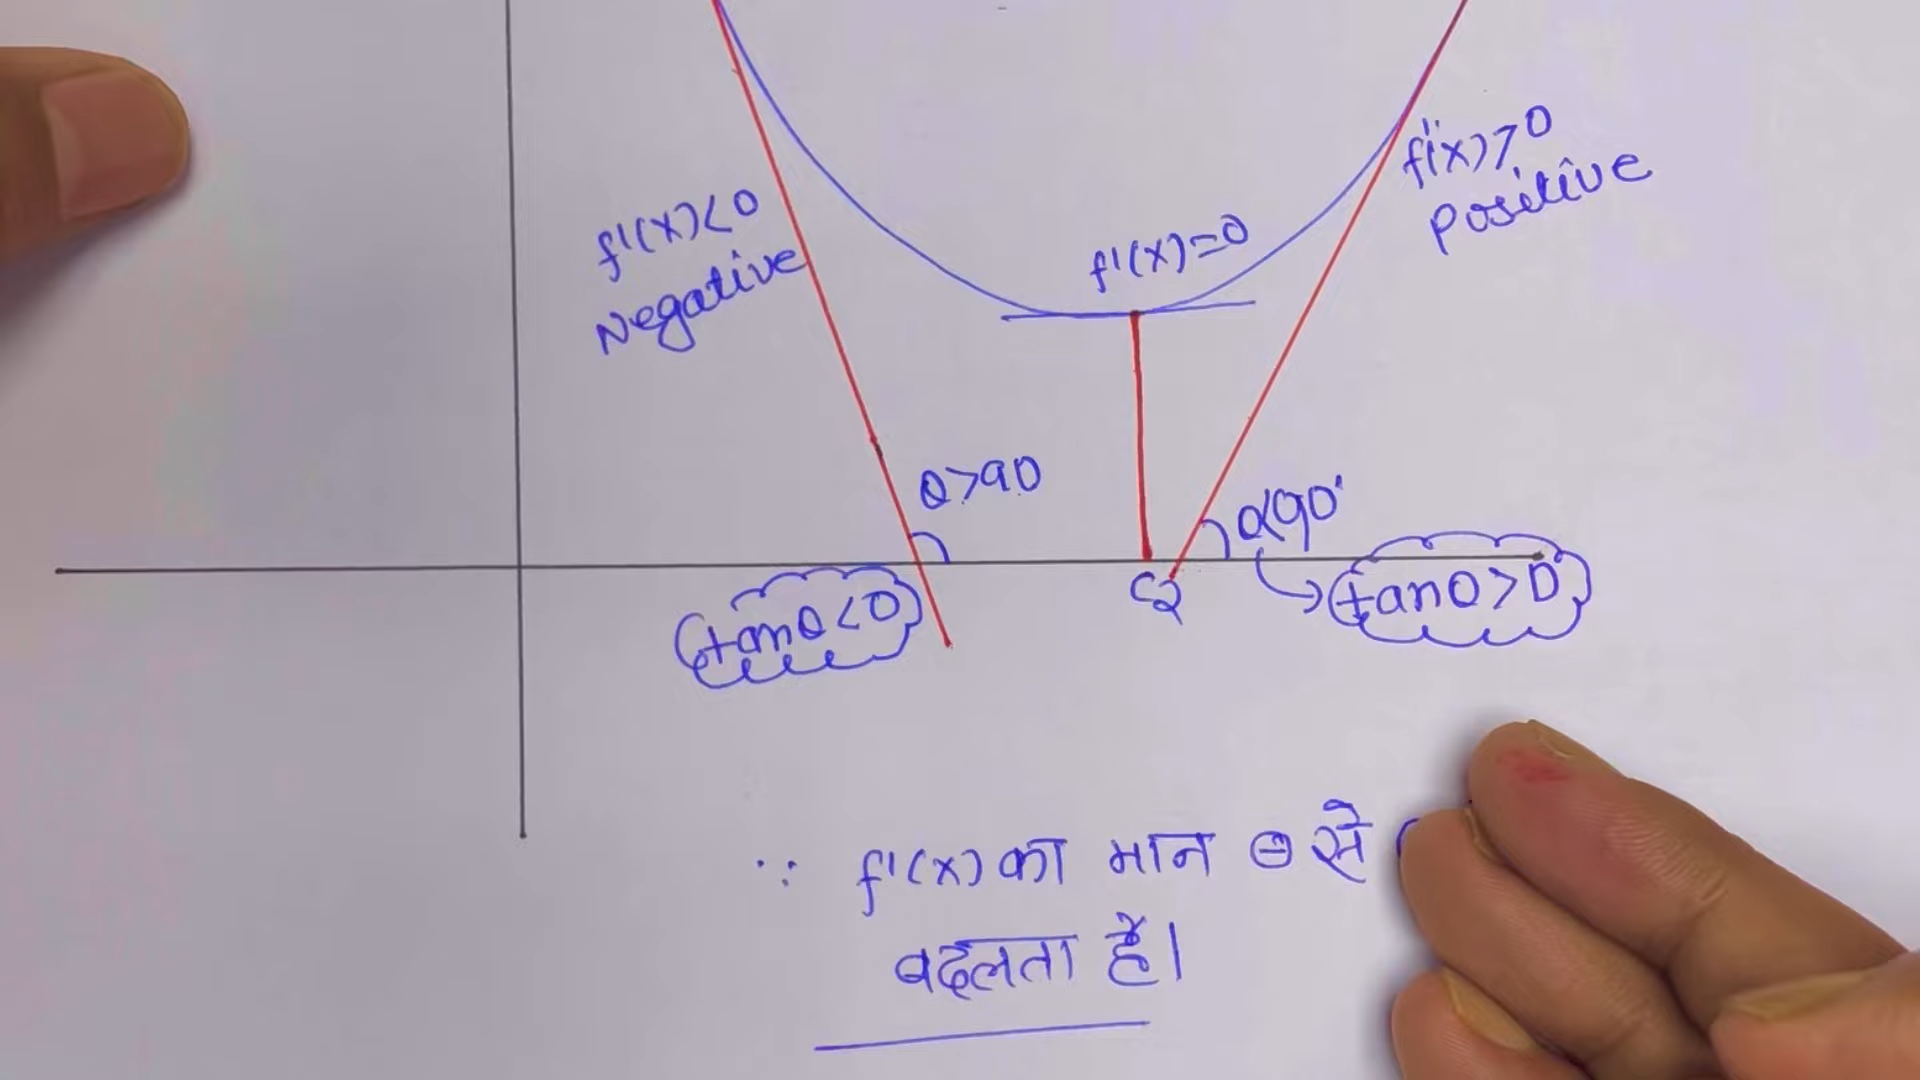 f'(x)>0
positive
f'(x)<0
Negative
f'(x)=0
θ>90
α<90°
tanθ<0
C₂
tanθ>0
∵ f'(x) का मान ⊖ से
बदलता है।